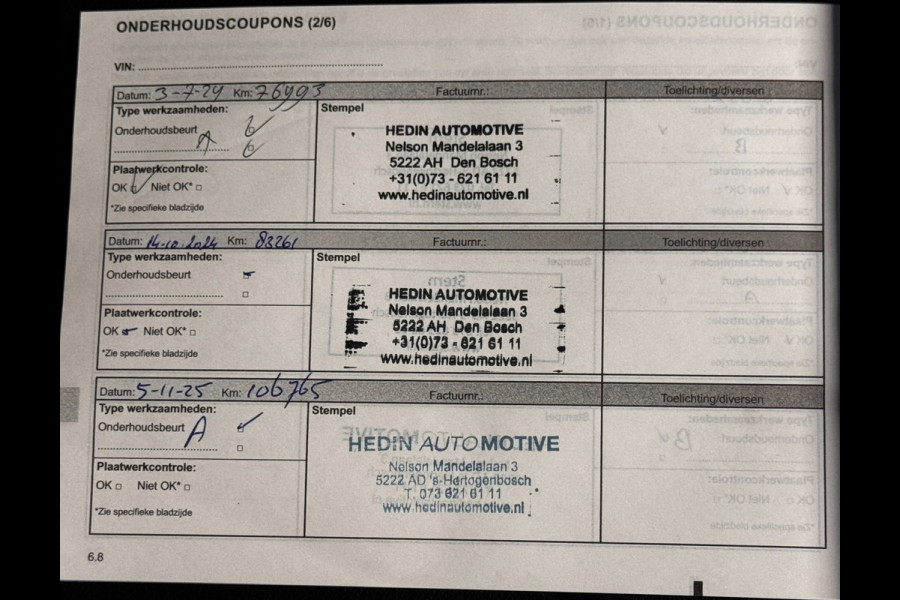 ONDERHOUDSCOUPONS (2/6)
VIN:
Datum: 3-7-24 Km: 76993 Factuurnr.: Toelichting/diversen
Type werkzaamheden: Stempel
Onderhoudsbeurt
A
Plaatwerkcontrole:
OK Niet OK*
*Zie specifieke bladzijde
HEDIN AUTOMOTIVE
Nelson Mandelalaan 3
5222 AH Den Bosch
+31(0)73 - 621 61 11
www.hedinautomotive.nl
Datum: 14-10-2024 Km: 83261 Factuurnr.: Toelichting/diversen
Type werkzaamheden: Stempel
Onderhoudsbeurt
Plaatwerkcontrole:
OK Niet OK*
*Zie specifieke bladzijde
HEDIN AUTOMOTIVE
Nelson Mandelalaan 3
5222 AH Den Bosch
+31(0)73 - 621 61 11
www.hedinautomotive.nl
Datum: 5-11-25 Km: 106765 Factuurnr.: Toelichting/diversen
Type werkzaamheden: Stempel
Onderhoudsbeurt A
Plaatwerkcontrole:
OK Niet OK*
*Zie specifieke bladzijde
HEDIN AUTOMOTIVE
Nelson Mandelalaan 3
5222 AD 's-Hertogenbosch
T. 073 621 61 11
www.hedinautomotive.nl
6.8